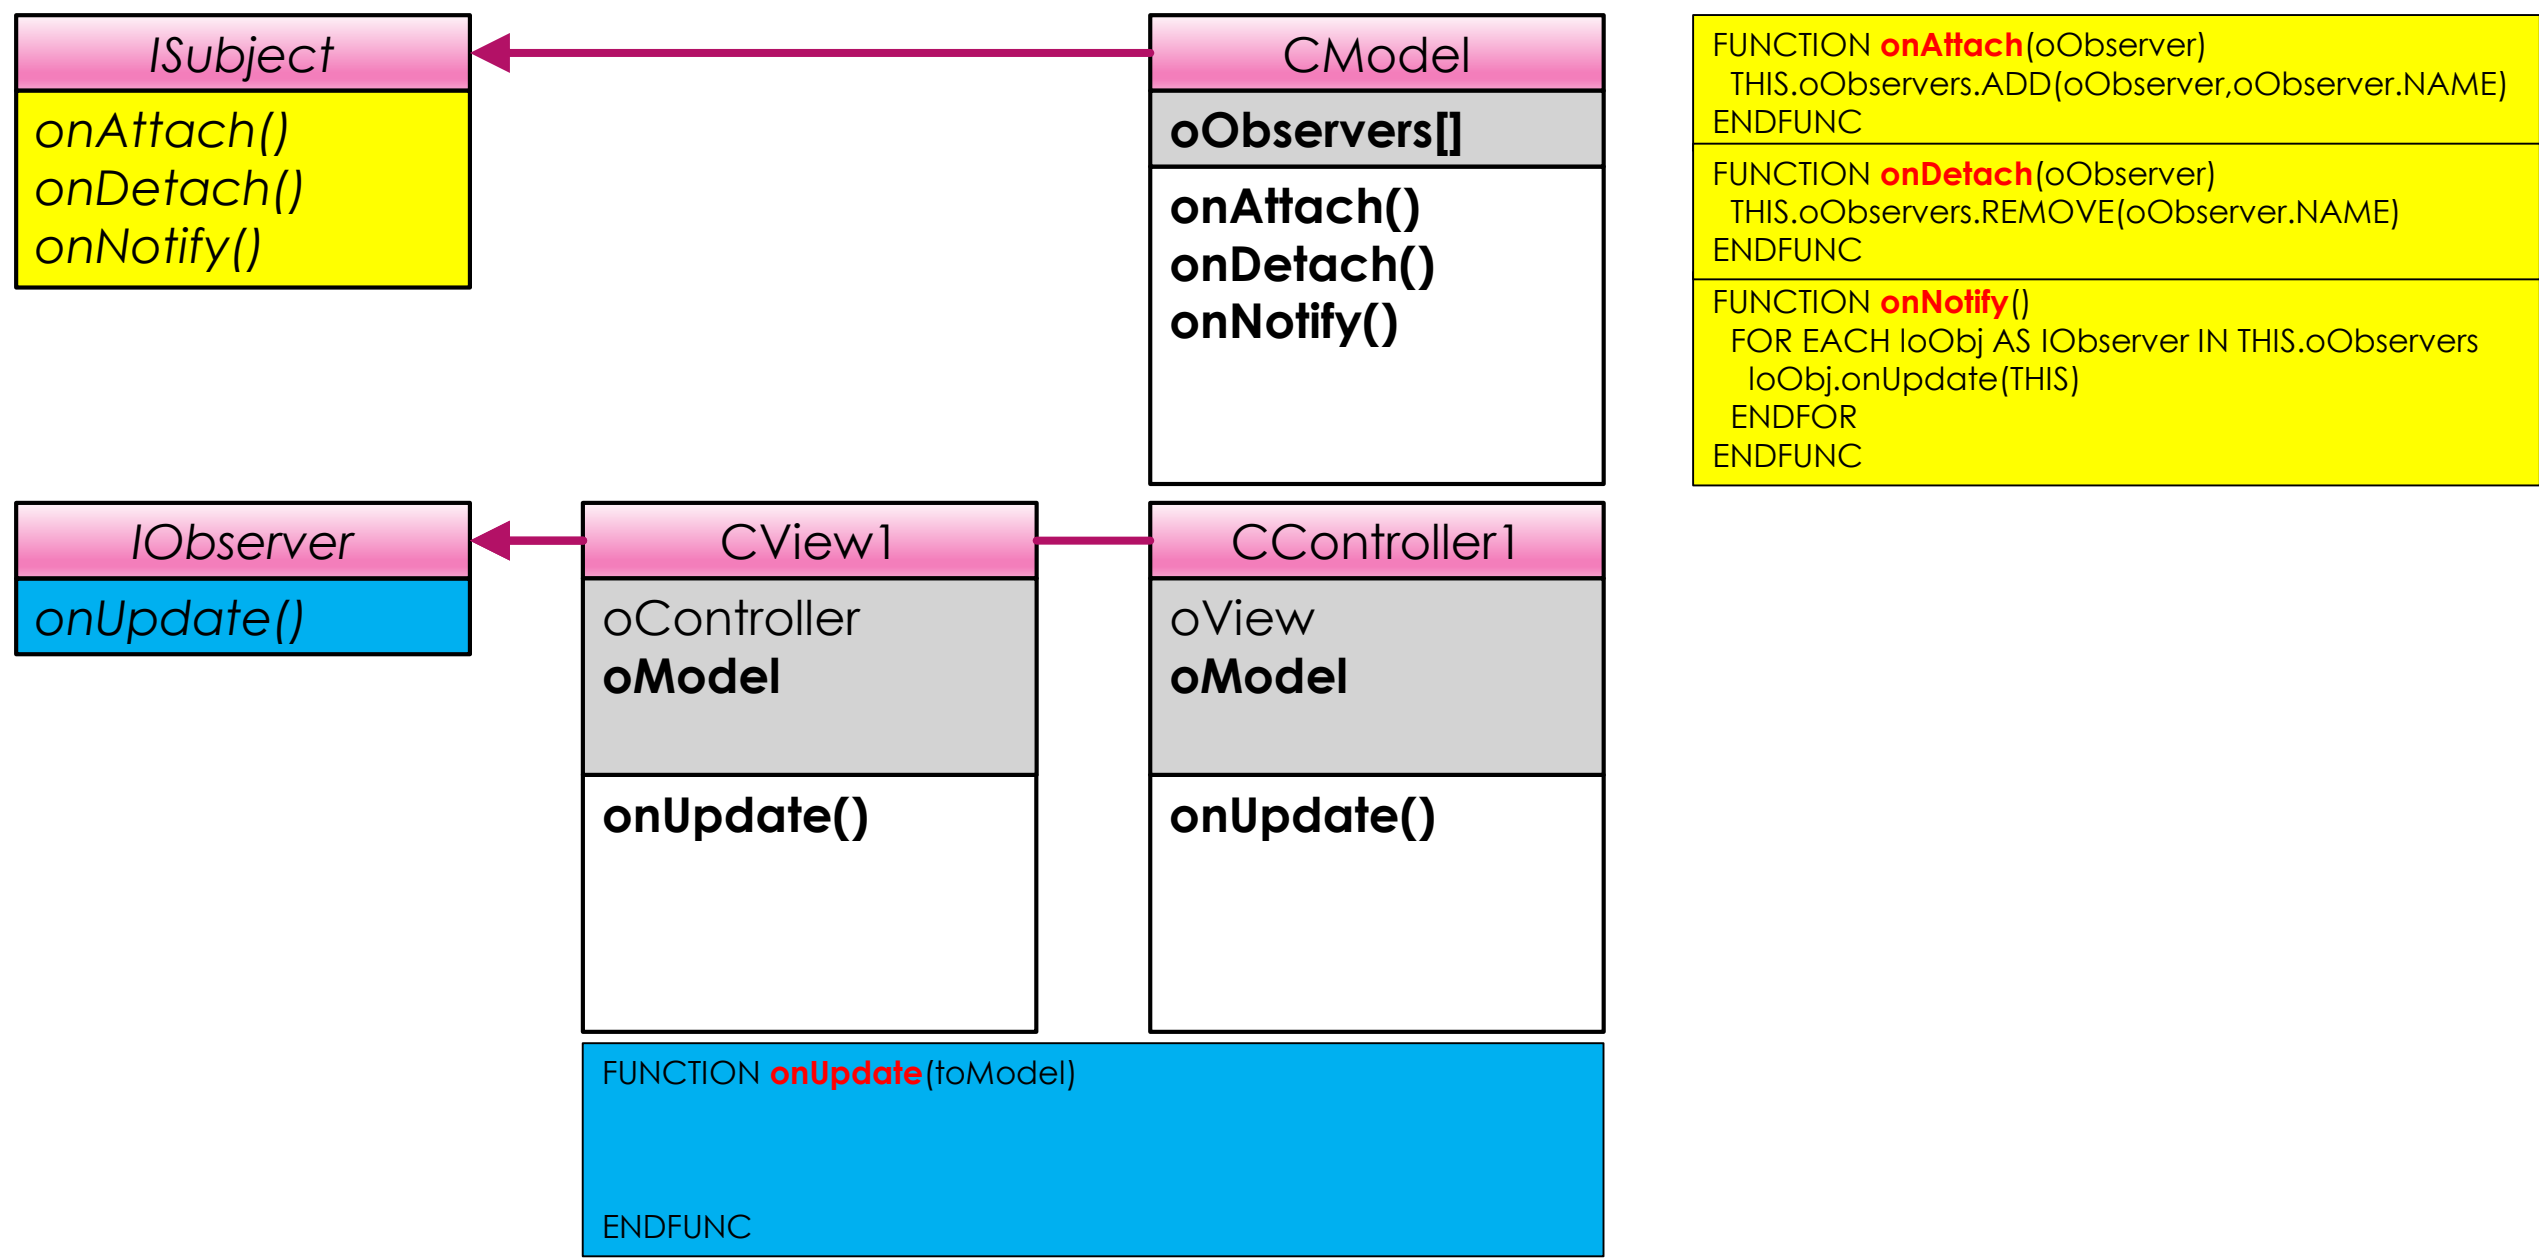 ISubject
onAttach()
onDetach()
onNotify()
CModel
oObservers[]
onAttach()
onDetach()
onNotify()
FUNCTION onAttach(oObserver)
THIS.oObservers.ADD(oObserver,oObserver.NAME)
ENDFUNC
FUNCTION onDetach(oObserver)
THIS.oObservers.REMOVE(oObserver.NAME)
ENDFUNC
FUNCTION onNotify()
FOR EACH loObj AS IObserver IN THIS.oObservers
loObj.onUpdate(THIS)
ENDFOR
ENDFUNC
IObserver
onUpdate()
CView1
oController
oModel
onUpdate()
CController1
oView
oModel
onUpdate()
FUNCTION onUpdate(toModel)
ENDFUNC